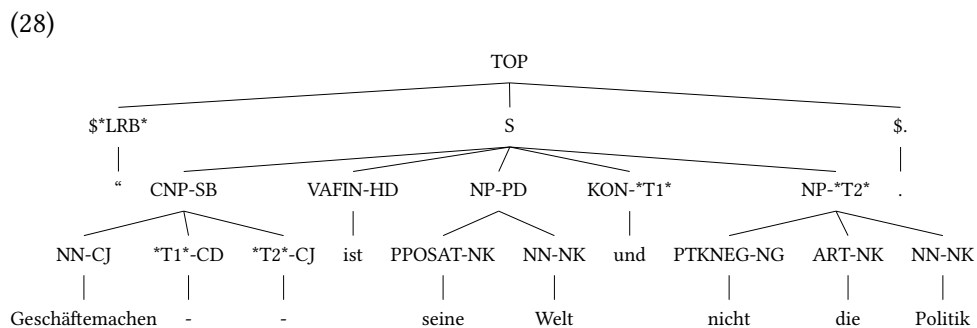 (28)
TOP
$*LRB* S $.
“ CNP-SB VAFIN-HD NP-PD KON-*T1* NP-*T2* .
NN-CJ *T1*-CD *T2*-CJ ist PPOSAT-NK NN-NK und PTKNEG-NG ART-NK NN-NK
Geschäftemachen - - seine Welt nicht die Politik